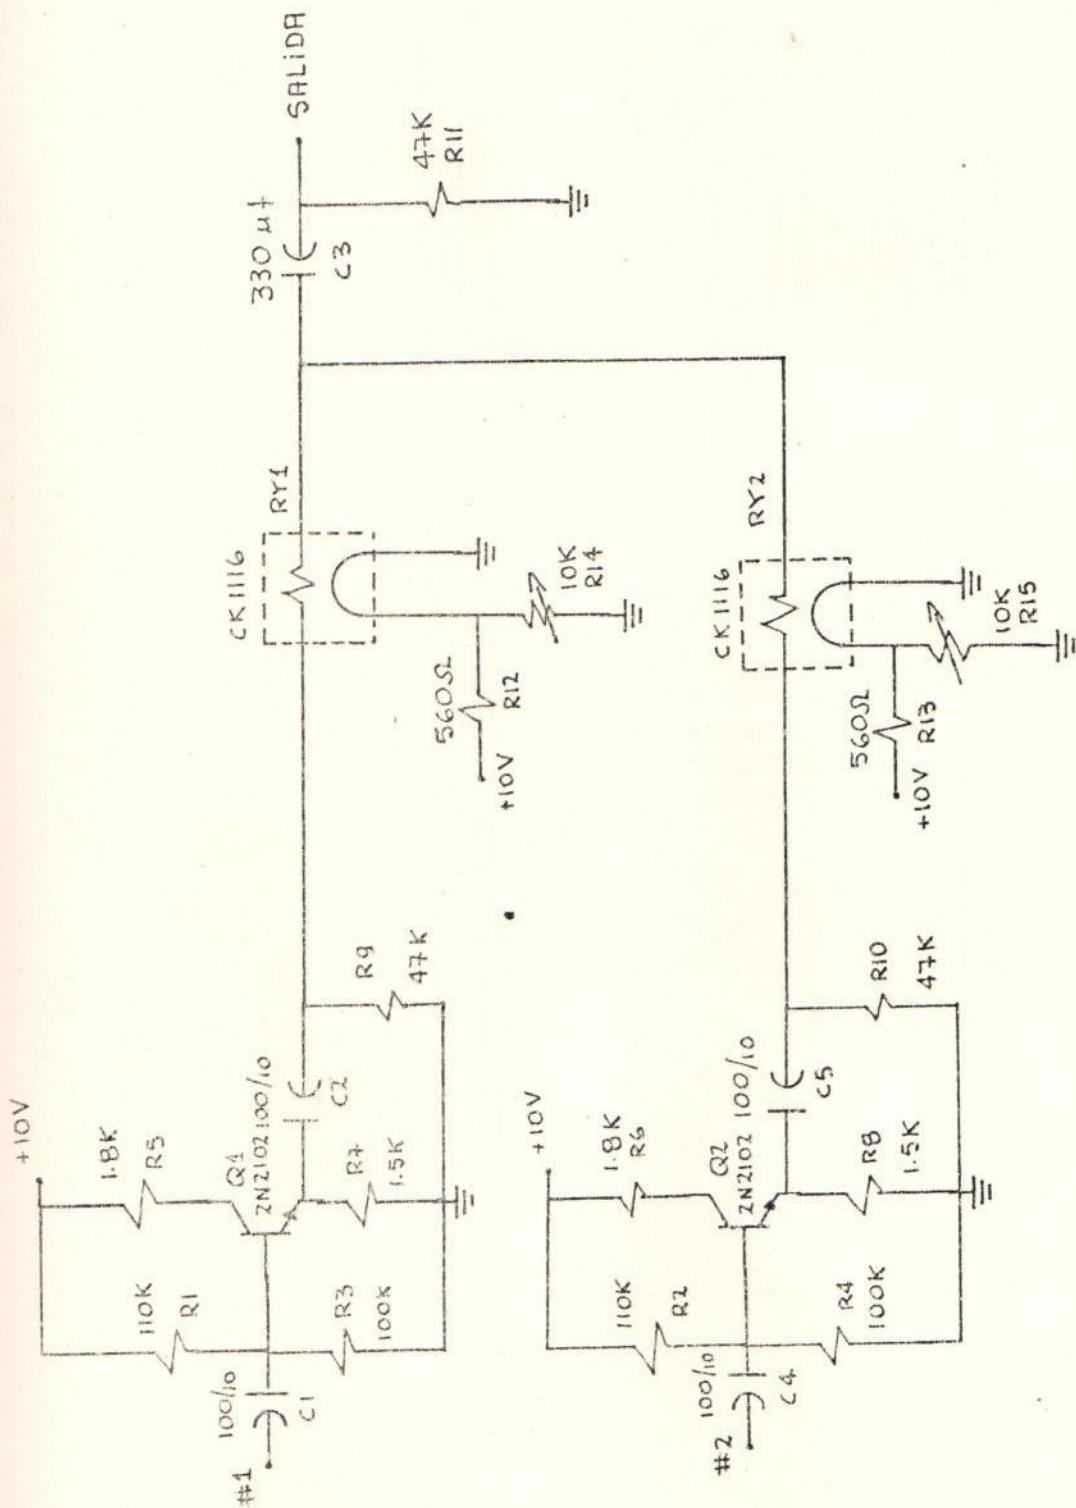 +10V
1.8K
R5
110K
R1
Q1
2N2102
100/10
C2
100/10
C1
#1
R3
100K
R7
1.5K
R9
47K
CK1116
RY1
560Ω
R12
+10V
10K
R14
330 μf
C3
SALIDA
47K
R11
+10V
1.8K
R6
110K
R2
Q2
2N2102
100/10
C5
100/10
C4
#2
R4
100K
R8
1.5K
R10
47K
CK1116
RY2
560Ω
R13
+10V
10K
R15